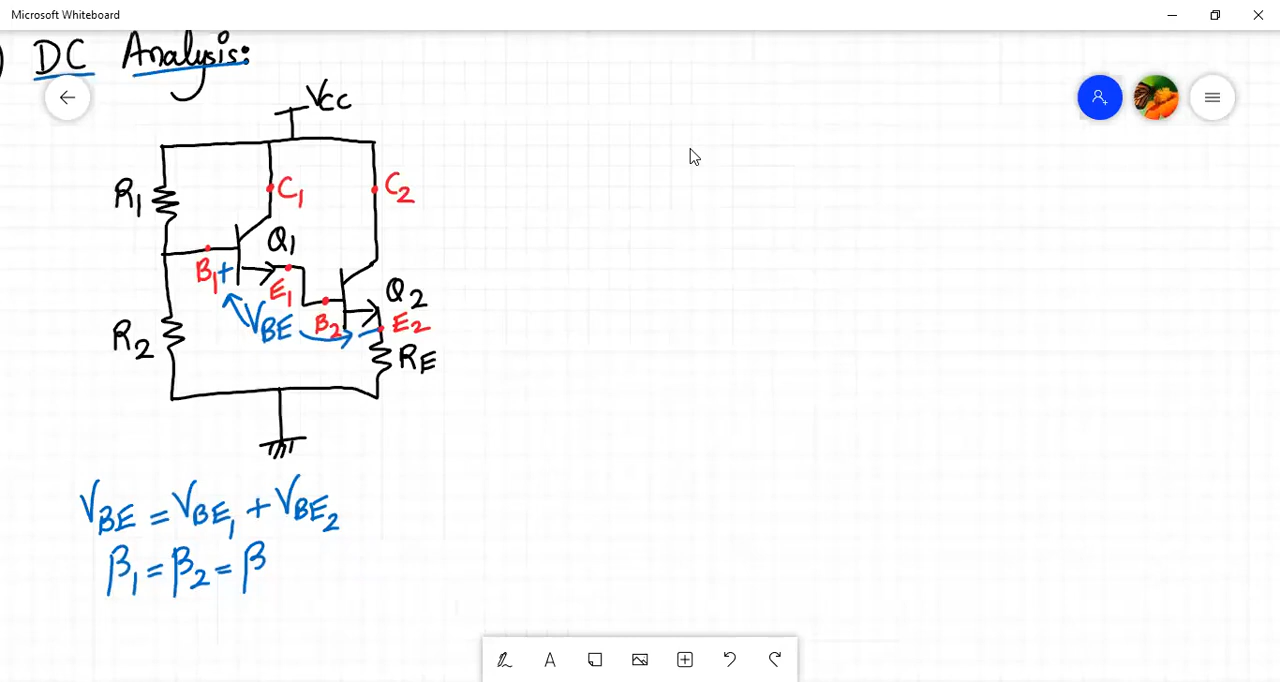 Microsoft Whiteboard
) DC Analysis:
VCC
R1
C1
C2
Q1
B1 +
E1
Q2
VBE
B2
E2
R2
RE
VBE = VBE1 + VBE2
β1 = β2 = β
A